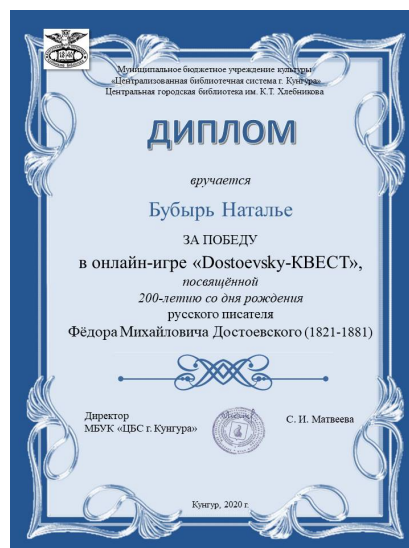 Муниципальное бюджетное учреждение культуры
«Централизованная библиотечная система г. Кунгура»
Центральная городская библиотека им. К.Т. Хлебникова
ДИПЛОМ
вручается
Бубырь Наталье
ЗА ПОБЕДУ
в онлайн-игре «Dostoevsky-КВЕСТ»,
посвящённой
200-летию со дня рождения
русского писателя
Фёдора Михайловича Достоевского (1821-1881)
Директор
МБУК «ЦБС г. Кунгура»
С. И. Матвеева
Кунгур, 2020 г.